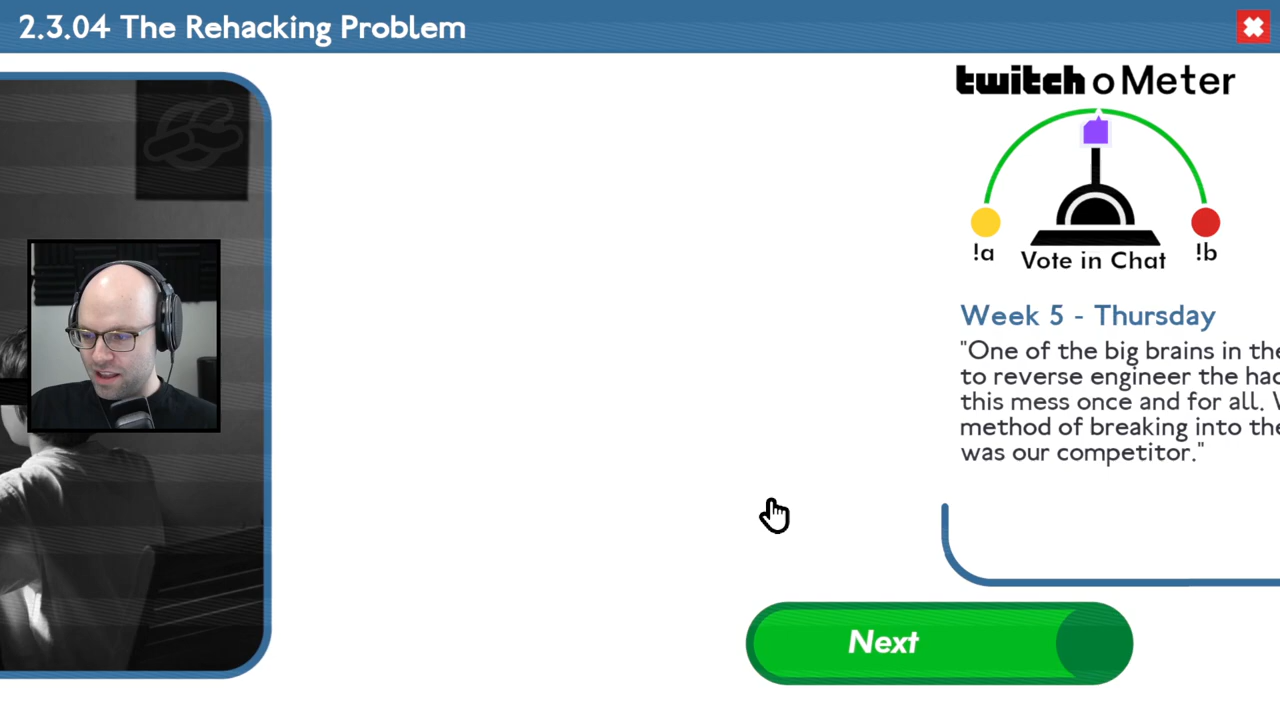 2.3.04 The Rehacking Problem
twitch o Meter
!a
Vote in Chat
!b
Week 5 - Thursday
"One of the big brains in the
to reverse engineer the hac
this mess once and for all. W
method of breaking into the
was our competitor."
Next